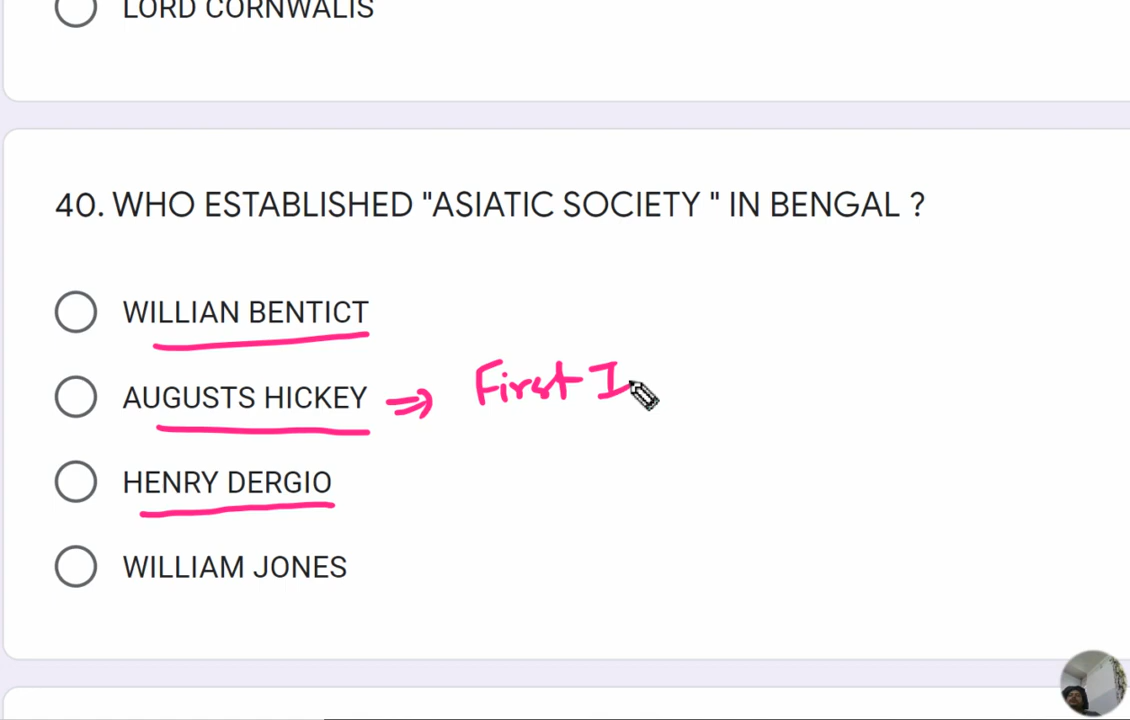 LORD CORNWALIS
40. WHO ESTABLISHED "ASIATIC SOCIETY " IN BENGAL ?
WILLIAN BENTICT
AUGUSTS HICKEY ⇒ First I
HENRY DERGIO
WILLIAM JONES